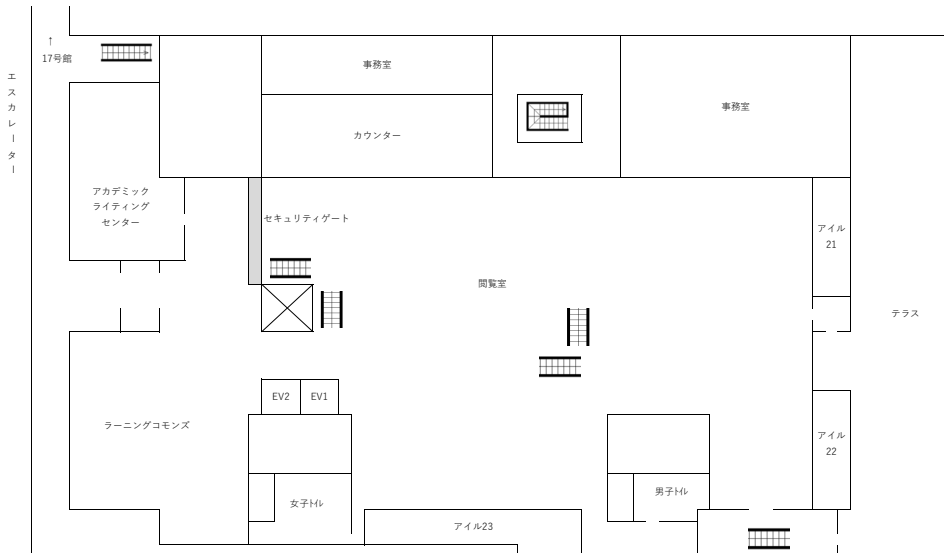 ↑
17号館
エスカレーター
事務室
カウンター
事務室
アカデミック
ライティング
センター
セキュリティゲート
アイル
21
閲覧室
テラス
EV2
EV1
ラーニングコモンズ
アイル
22
女子ﾄｲﾚ
男子ﾄｲﾚ
アイル23